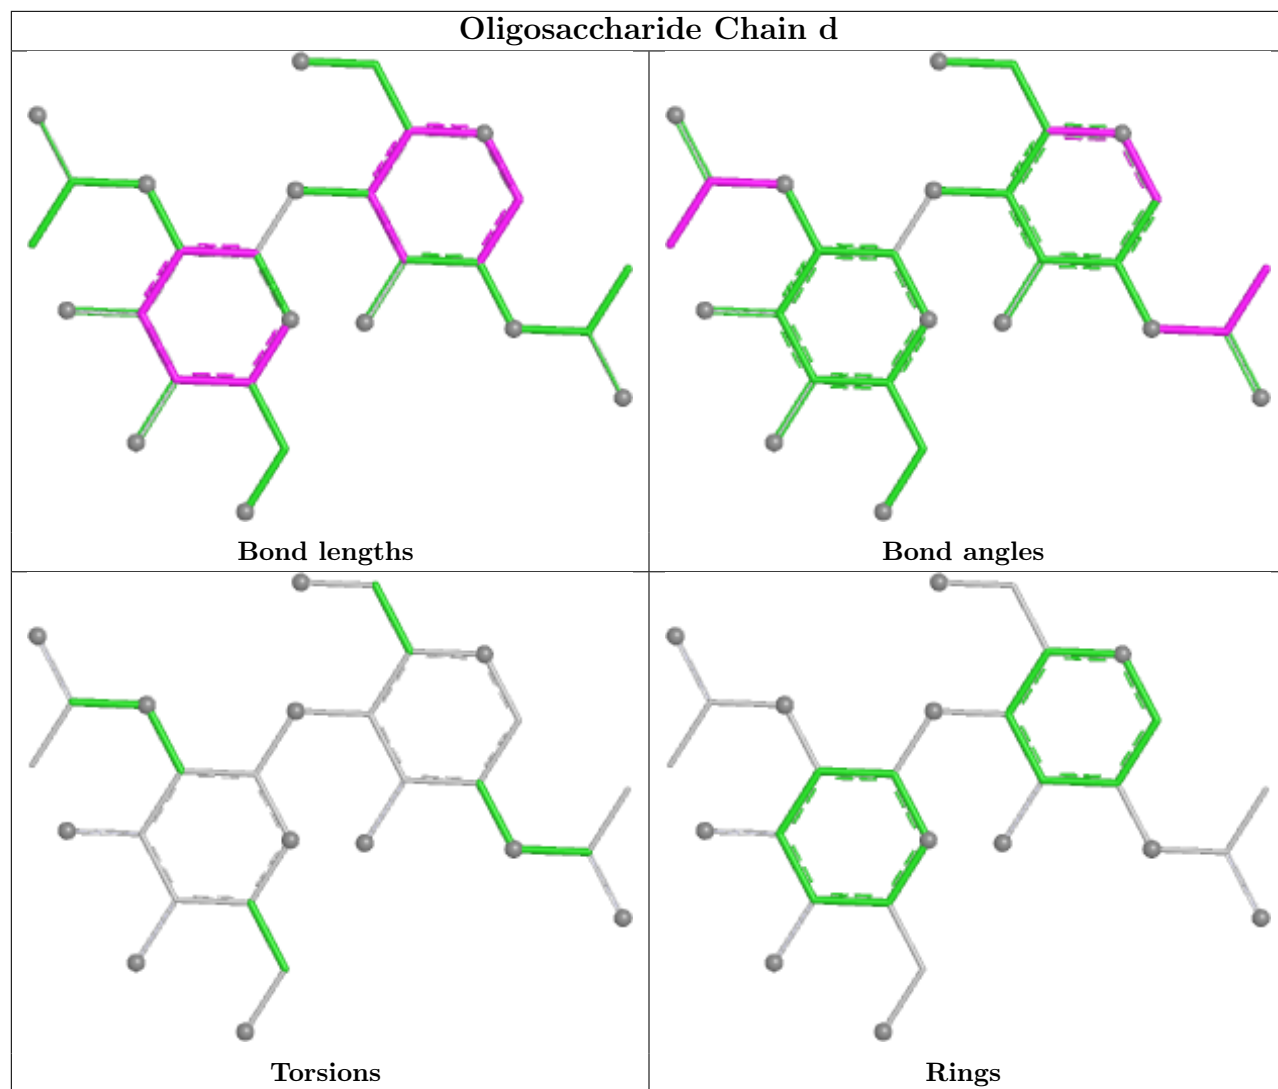 Oligosaccharide Chain d
Bond lengths
Bond angles
Torsions
Rings